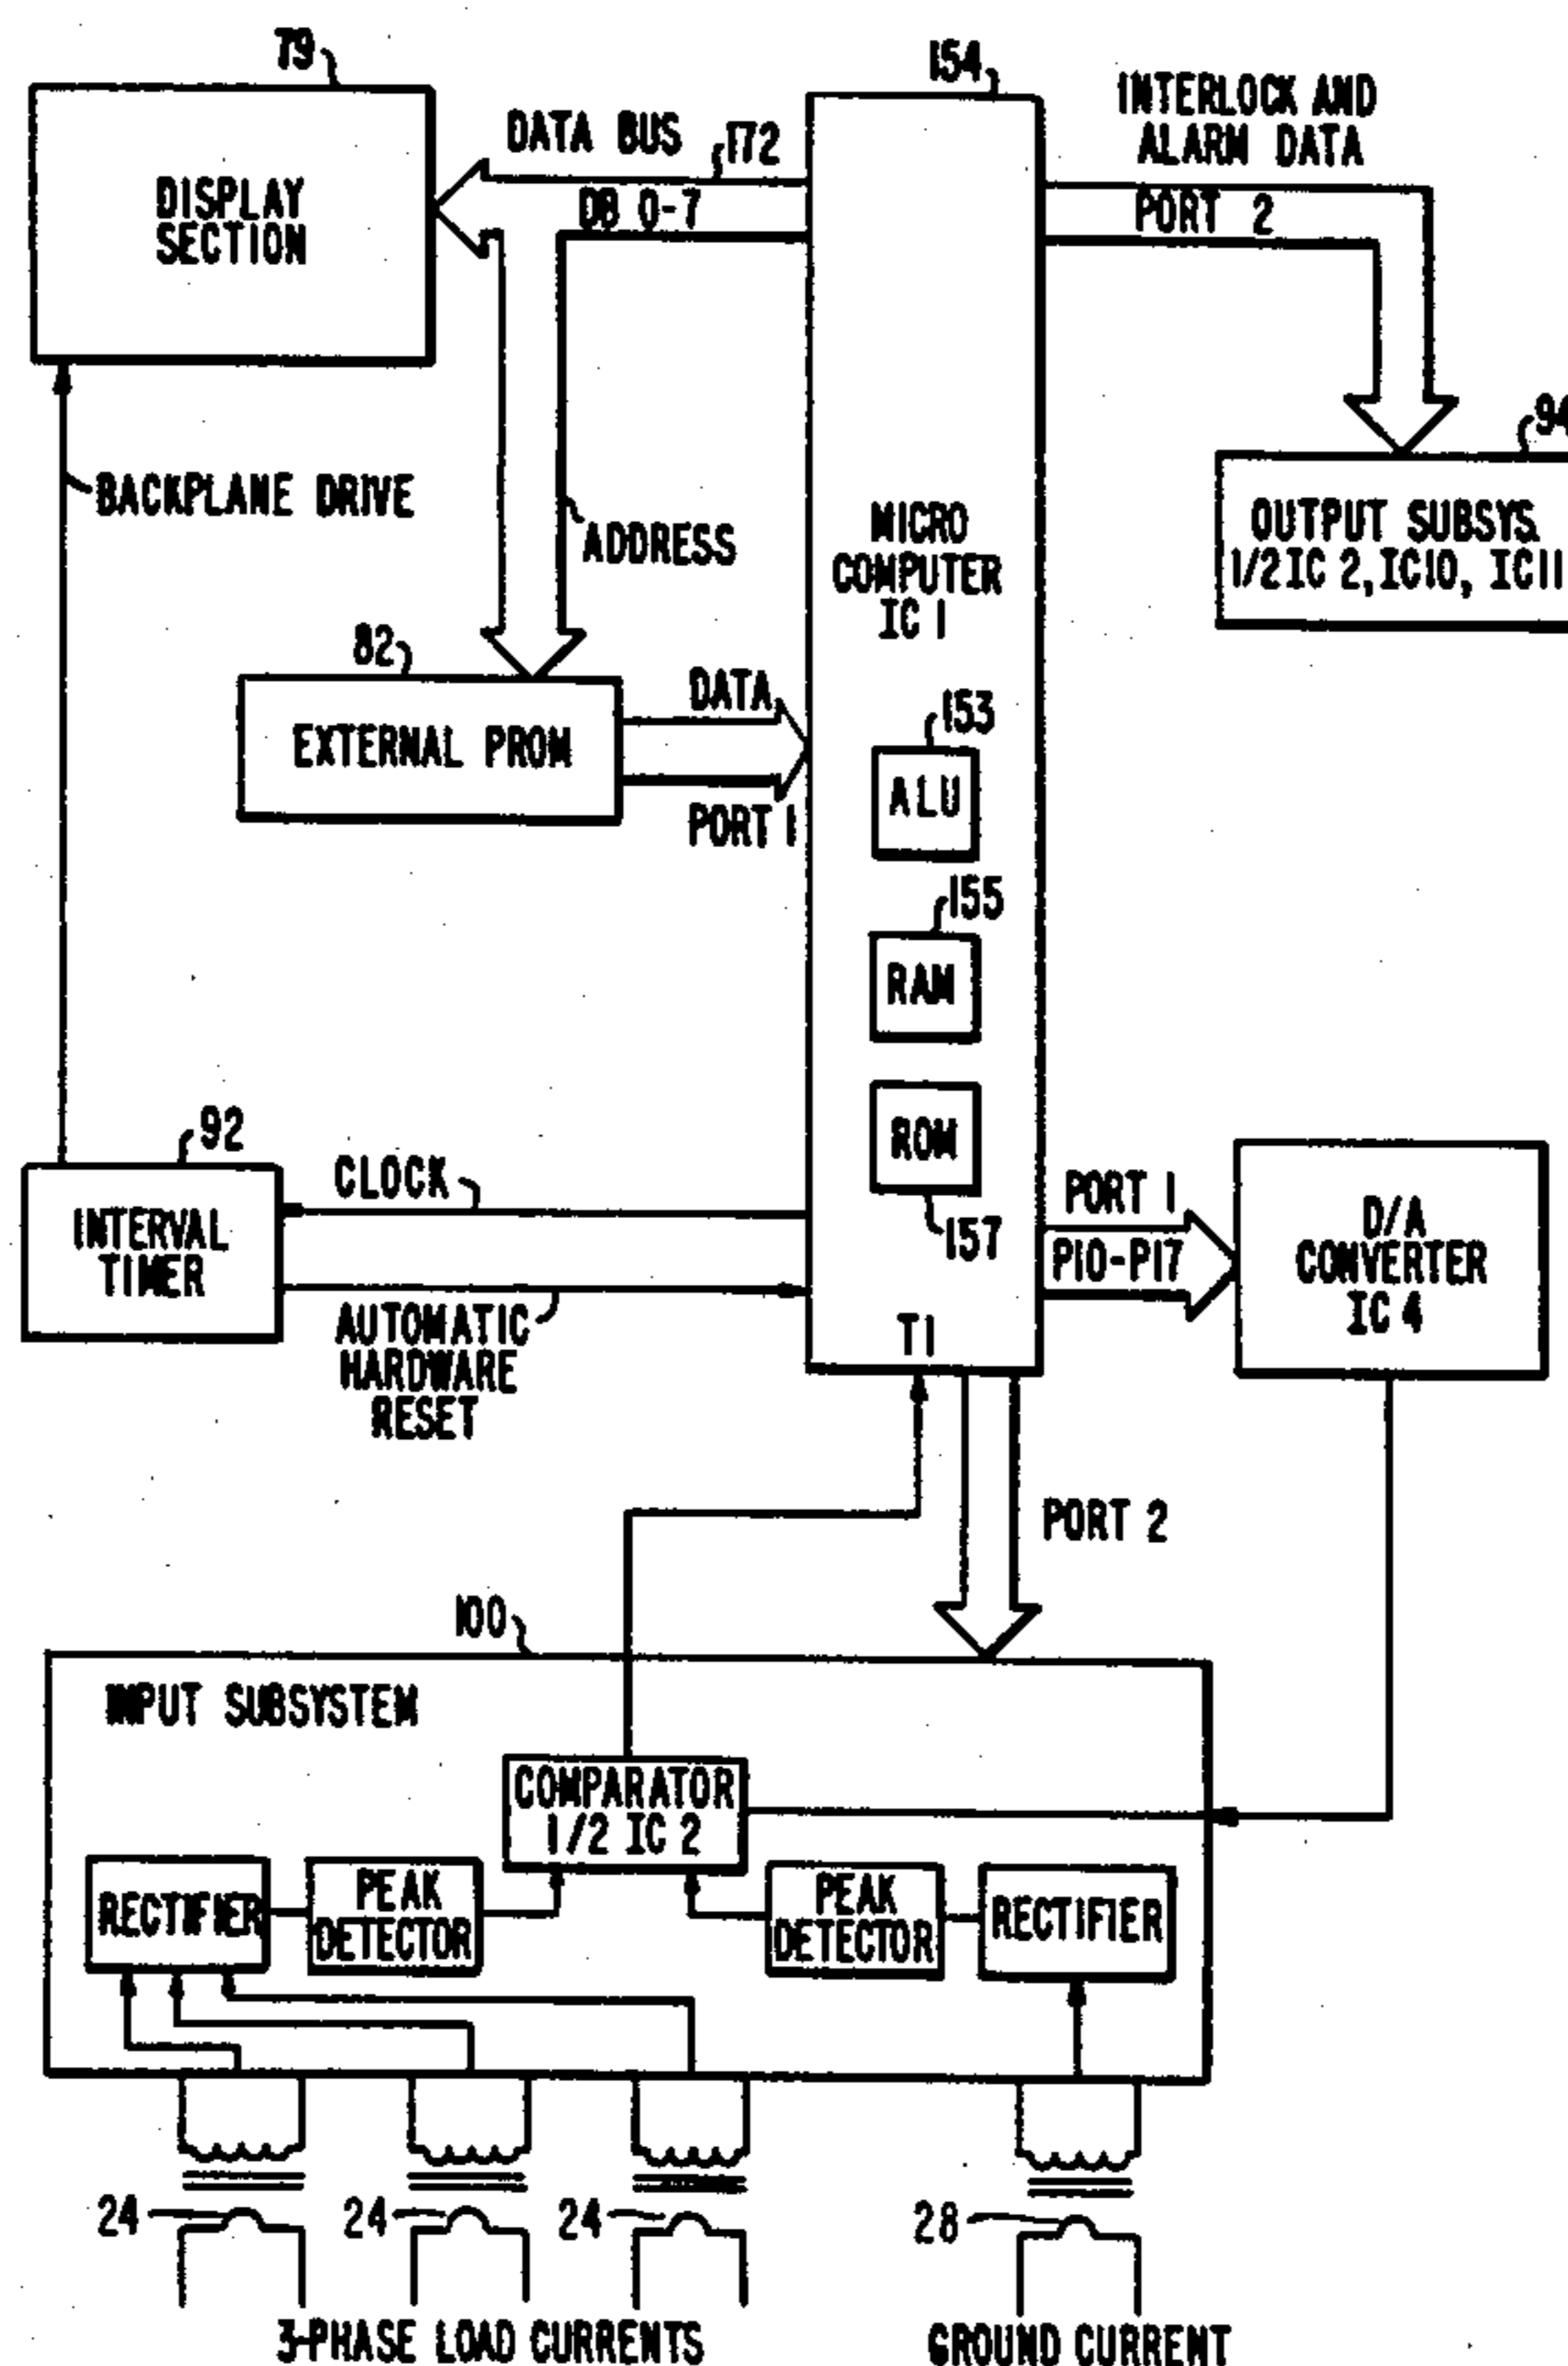 79
154
DATA BUS
172
INTERLOCK AND
ALARM DATA
DISPLAY
SECTION
DB 0-7
PORT 2
BACKPLANE DRIVE
ADDRESS
MICRO
COMPUTER
IC 1
OUTPUT SUBSYS.
1/2 IC 2, IC10, IC11
82
EXTERNAL PROM
DATA
PORT 1
153
ALU
155
RAM
ROM
157
92
INTERVAL
TIMER
CLOCK
AUTOMATIC
HARDWARE
RESET
PORT 1
P10-P17
D/A
CONVERTER
IC 4
T1
PORT 2
100
INPUT SUBSYSTEM
COMPARATOR
1/2 IC 2
RECTIFIER
PEAK
DETECTOR
PEAK
DETECTOR
RECTIFIER
24
24
24
28
3-PHASE LOAD CURRENTS
GROUND CURRENT